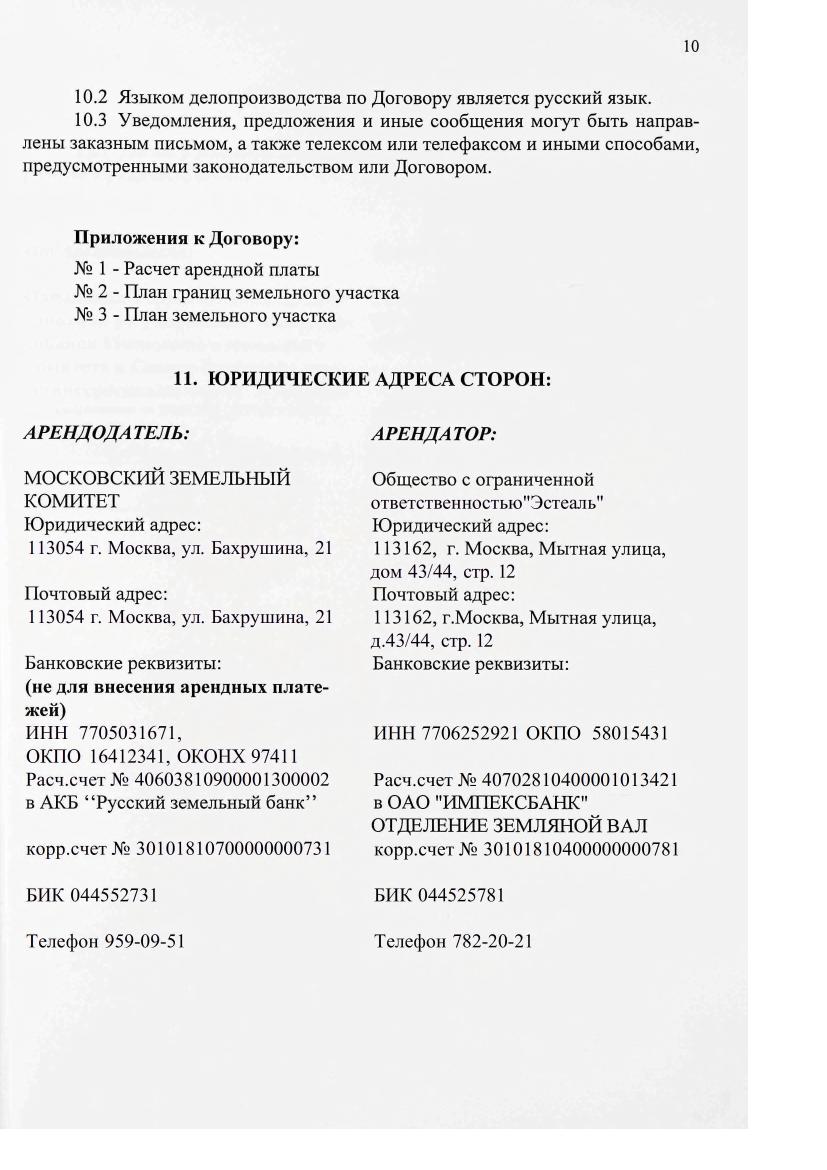 10
10.2 Языком делопроизводства по Договору является русский язык.
10.3 Уведомления, предложения и иные сообщения могут быть направ-
лены заказным письмом, а также телексом или телефаксом и иными способами,
предусмотренными законодательством или Договором.
Приложения к Договору:
№ 1 - Расчет арендной платы
№ 2 - План границ земельного участка
№ 3 - План земельного участка
11. ЮРИДИЧЕСКИЕ АДРЕСА СТОРОН:
АРЕНДОДАТЕЛЬ:
МОСКОВСКИЙ ЗЕМЕЛЬНЫЙ
КОМИТЕТ
Юридический адрес:
113054 г. Москва, ул. Бахрушина, 21
Почтовый адрес:
113054 г. Москва, ул. Бахрушина, 21
Банковские реквизиты:
(не для внесения арендных плате-
жей)
ИНН 7705031671,
ОКПО 16412341, ОКОНХ 97411
Расч.счет № 40603810900001300002
в АКБ ‘‘Русский земельный банк’’
корр.счет № 30101810700000000731
БИК 044552731
Телефон 959-09-51
АРЕНДАТОР:
Общество с ограниченной
ответственностью"Эстеаль"
Юридический адрес:
113162, г. Москва, Мытная улица,
дом 43/44, стр. 12
Почтовый адрес:
113162, г.Москва, Мытная улица,
д.43/44, стр. 12
Банковские реквизиты:
ИНН 7706252921 ОКПО 58015431
Расч.счет № 40702810400001013421
в ОАО "ИМПЕКСБАНК"
ОТДЕЛЕНИЕ ЗЕМЛЯНОЙ ВАЛ
корр.счет № 30101810400000000781
БИК 044525781
Телефон 782-20-21